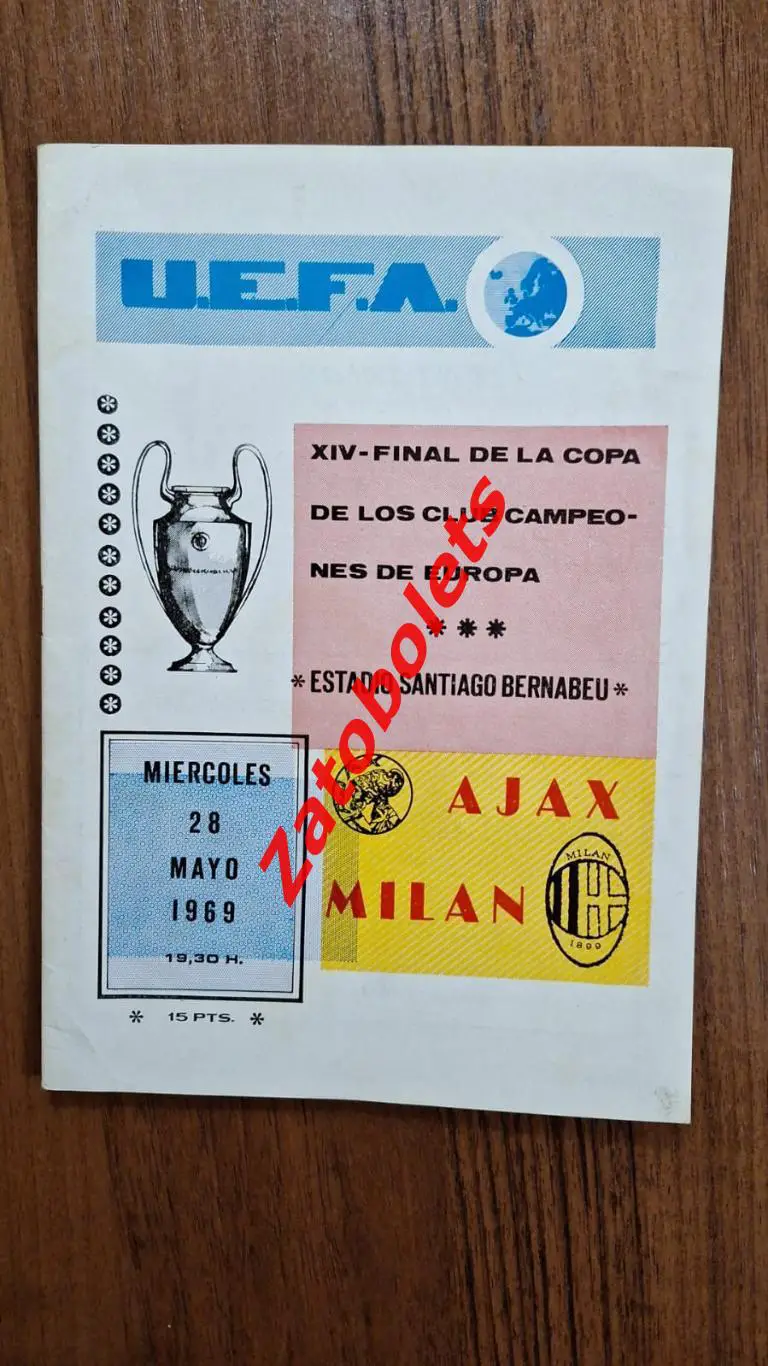 U.E.F.A.
XIV-FINAL DE LA COPA
DE LOS CLUB CAMPEO-
NES DE EUROPA
* * *
* ESTADIO SANTIAGO BERNABEU *
MIERCOLES
28
MAYO
1969
19,30 H.
AJAX
MILAN
MILAN
1899
* 15 PTS. *
Zatobolets